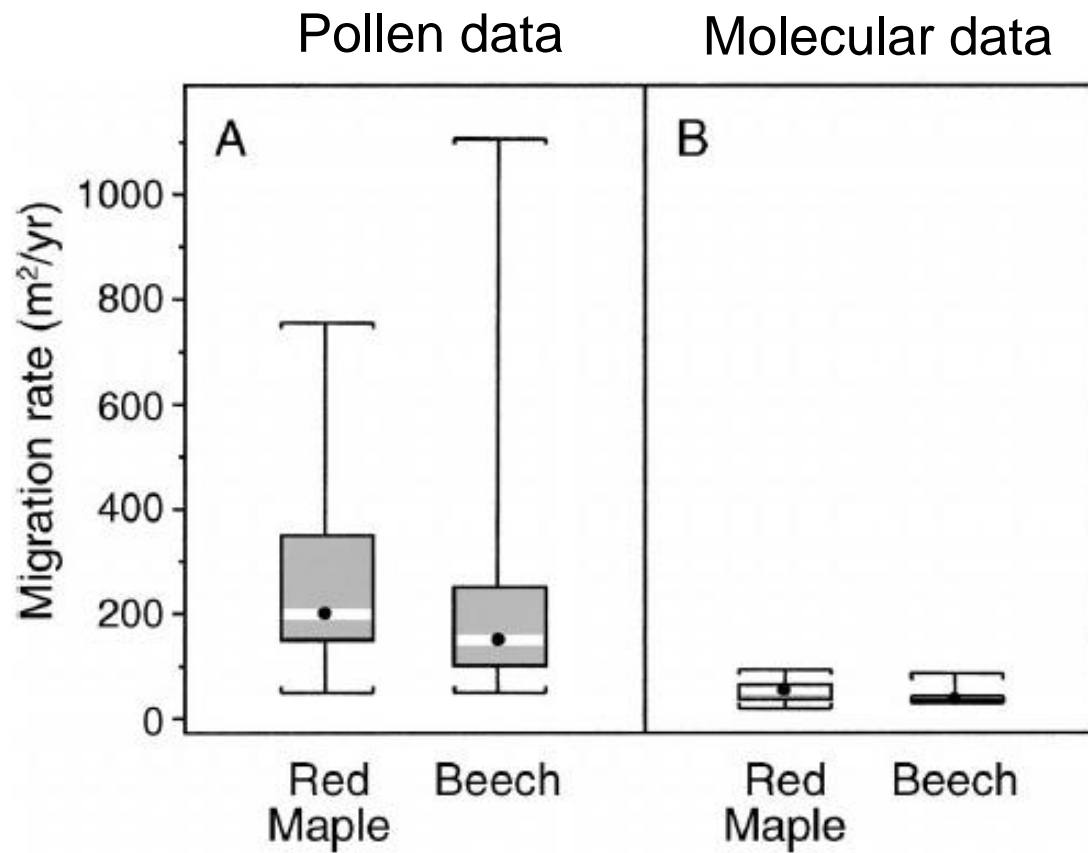 Pollen data
Molecular data
A
B
Migration rate (m²/yr)
1000
800
600
400
200
0
Red
Maple
Beech
Red
Maple
Beech